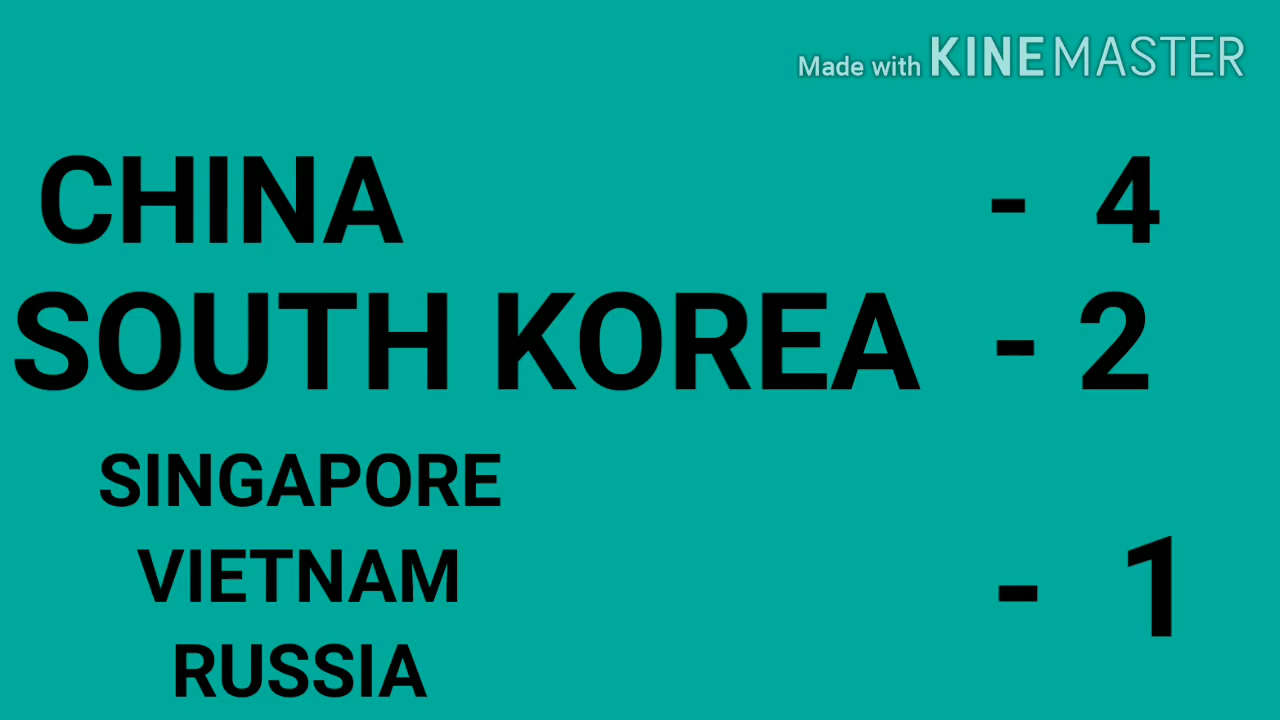 Made with KINEMASTER
CHINA - 4
SOUTH KOREA - 2
SINGAPORE
VIETNAM - 1
RUSSIA